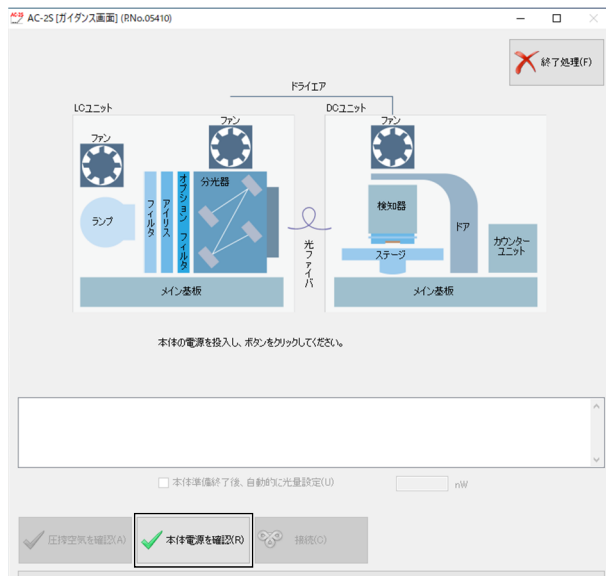 AC-2S [ガイダンス画面] (P.No.05410)
終了処理(F)
ドライエア
LCユニット
DCユニット
ファン
ファン
ファン
ランプ
フィルタ
アイリス
オプション フィルタ
分光器
光ファイバ
検知器
ステージ
ドア
カウンター
ユニット
メイン基板
メイン基板
本体の電源を投入し、ボタンをクリックしてください。
本体準備終了後、自動的に光量設定(U)
nW
圧搾空気を確認(A)
本体電源を確認(R)
接続(C)